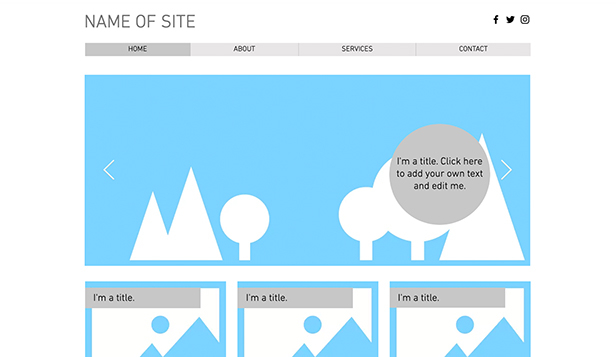 NAME OF SITE
HOME
ABOUT
SERVICES
CONTACT
I'm a title. Click here
to add your own text
and edit me.
I'm a title.
I'm a title.
I'm a title.